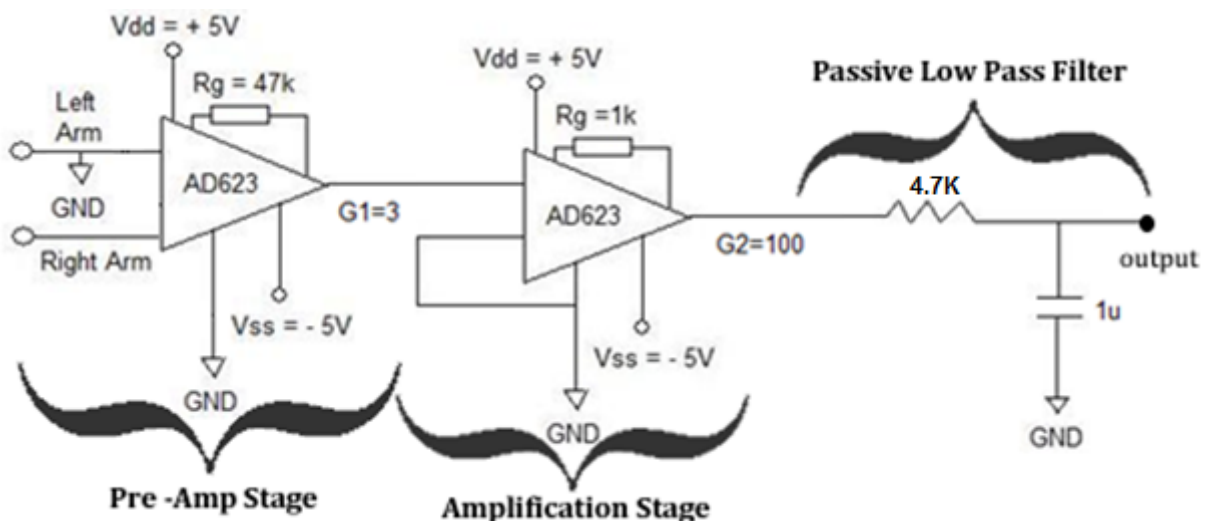 Vdd = + 5V
Rg = 47k
Left
Arm
AD623
GND
Right Arm
G1=3
Vss = - 5V
GND
Pre -Amp Stage
Vdd = + 5V
Rg =1k
AD623
G2=100
Vss = - 5V
GND
Amplification Stage
Passive Low Pass Filter
4.7K
output
1u
GND